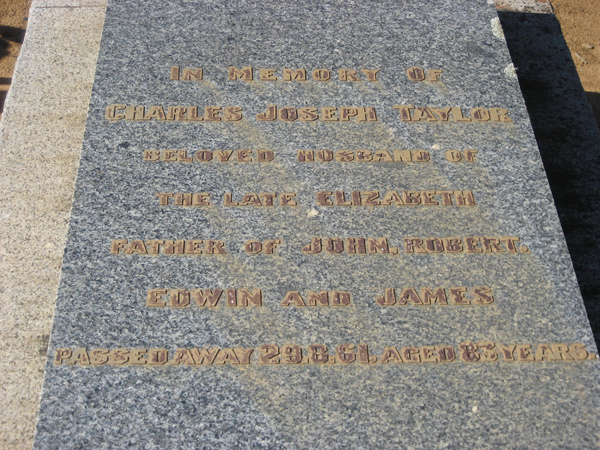 In Memory Of
Charles Joseph Taylor
beloved husband of
the late Elizabeth
father of John, Robert,
Edwin and James
passed away 29.8.61, aged 83 years.